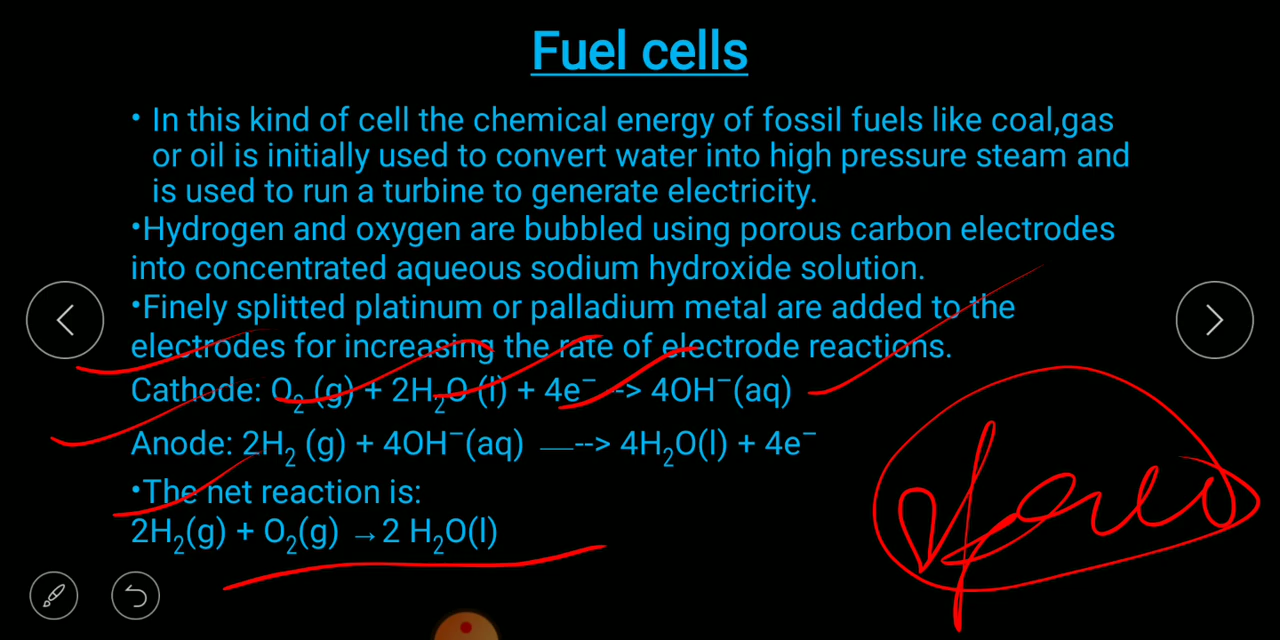 Fuel cells
• In this kind of cell the chemical energy of fossil fuels like coal,gas
or oil is initially used to convert water into high pressure steam and
is used to run a turbine to generate electricity.
•Hydrogen and oxygen are bubbled using porous carbon electrodes
into concentrated aqueous sodium hydroxide solution.
•Finely splitted platinum or palladium metal are added to the
electrodes for increasing the rate of electrode reactions.
Cathode: O₂ (g) + 2H₂O (l) + 4e⁻ --> 4OH⁻(aq)
Anode: 2H₂ (g) + 4OH⁻(aq) —--> 4H₂O(l) + 4e⁻
•The net reaction is:
2H₂(g) + O₂(g) →2 H₂O(l)